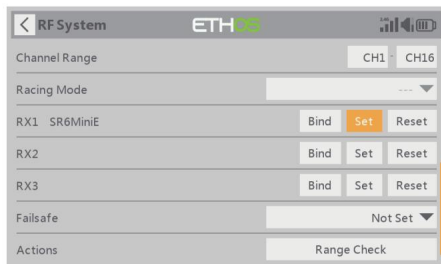 RF System ETHOS
Channel Range CH1 - CH16
Racing Mode ---
RX1 SR6MiniE Bind Set Reset
RX2 Bind Set Reset
RX3 Bind Set Reset
Failsafe Not Set
Actions Range Check